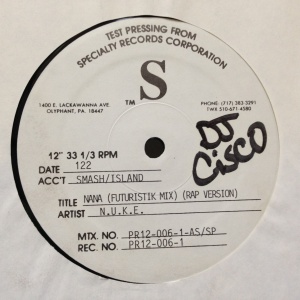 TEST PRESSING FROM
SPECIALTY RECORDS CORPORATION
S
TM
1400 E. LACKAWANNA AVE.
OLYPHANT, PA. 18447
PHONE: (717) 383 3291
TWX 510-671 4580
DJ
CISCO
12" 33 1/3 RPM
DATE 122
ACC'T SMASH/ISLAND
TITLE NANA (FUTURISTIK MIX) (RAP VERSION)
ARTIST N.U.K.E.
MTX. NO. PR12-006-1-AS/SP
REC. NO. PR12-006-1